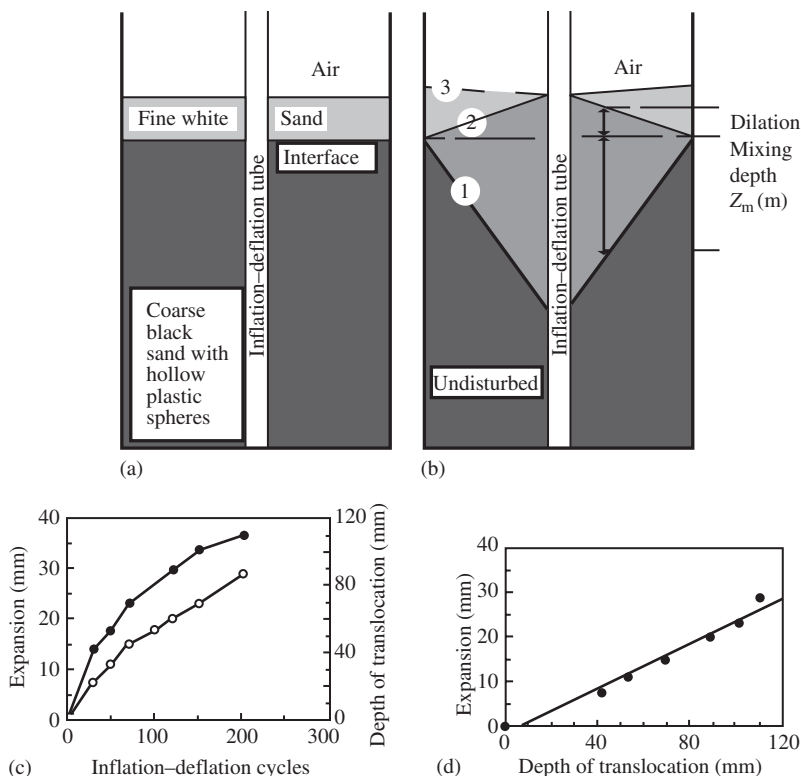 Air
Fine white
Sand
Interface
Inflation–deflation tube
Coarse
black
sand with
hollow
plastic
spheres
(a)
Air
3
2
1
Dilation
Mixing
depth
Zm (m)
Inflation–deflation tube
Undisturbed
(b)
40
30
20
10
0
Expansion (mm)
120
80
40
0
Depth of translocation (mm)
0
100
200
300
(c)
Inflation–deflation cycles
40
30
20
10
0
Expansion (mm)
40
80
120
(d)
Depth of translocation (mm)